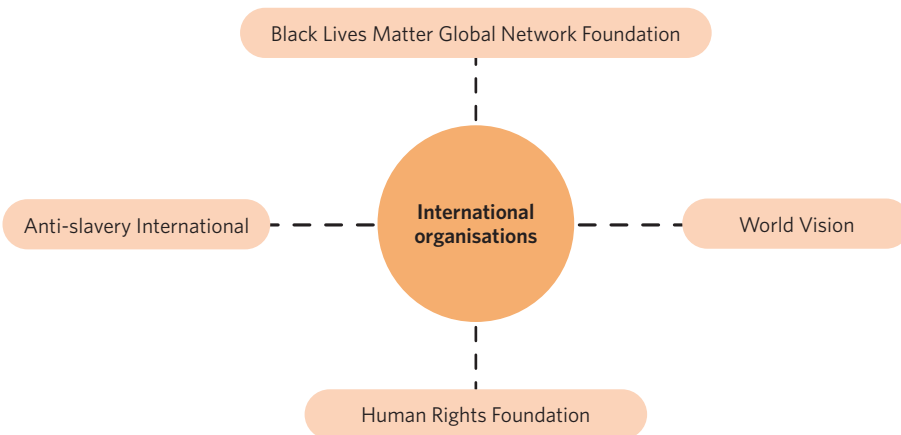 Black Lives Matter Global Network Foundation
Anti-slavery International
International
organisations
World Vision
Human Rights Foundation